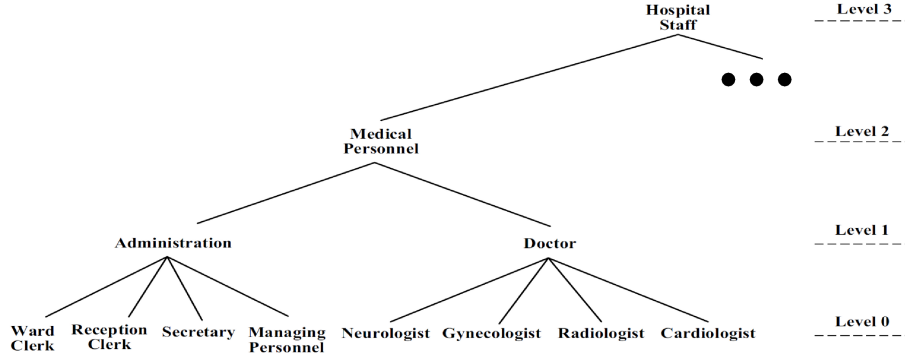 Hospital
Staff
Level 3
Medical
Personnel
Level 2
Administration
Doctor
Level 1
Ward
Clerk
Reception
Clerk
Secretary
Managing
Personnel
Neurologist
Gynecologist
Radiologist
Cardiologist
Level 0